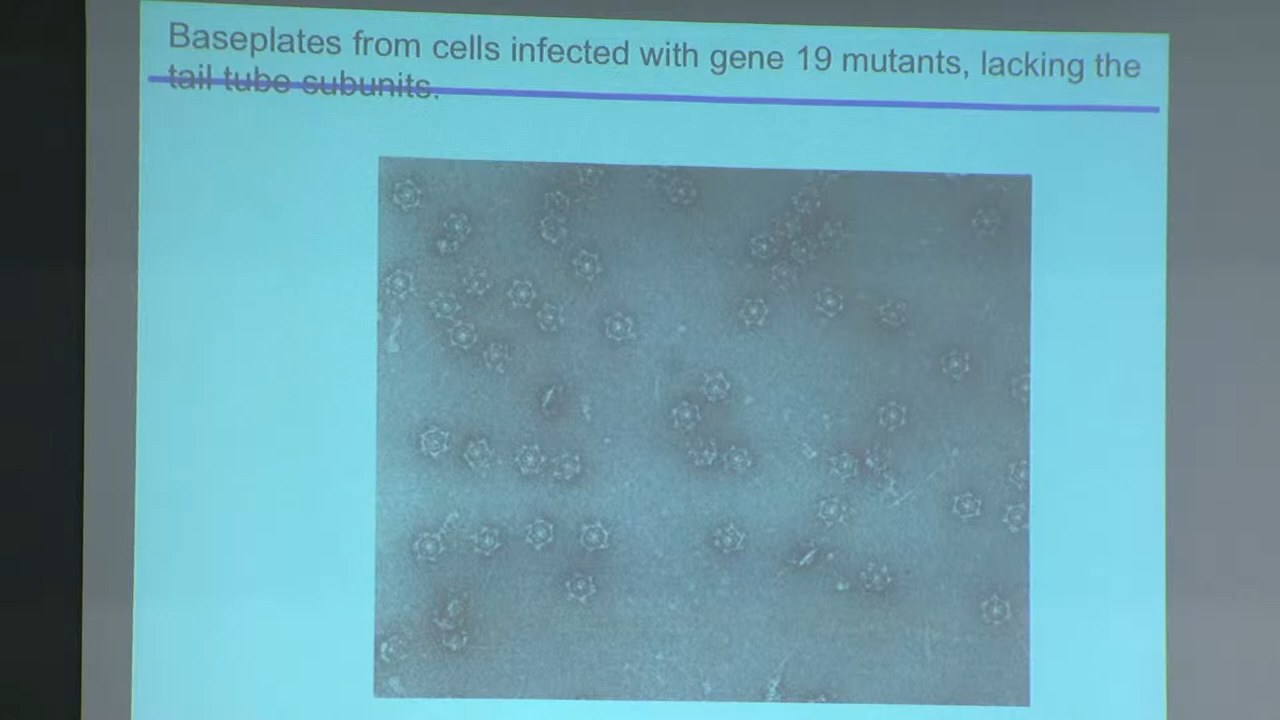 Baseplates from cells infected with gene 19 mutants, lacking the
tail tube subunits.